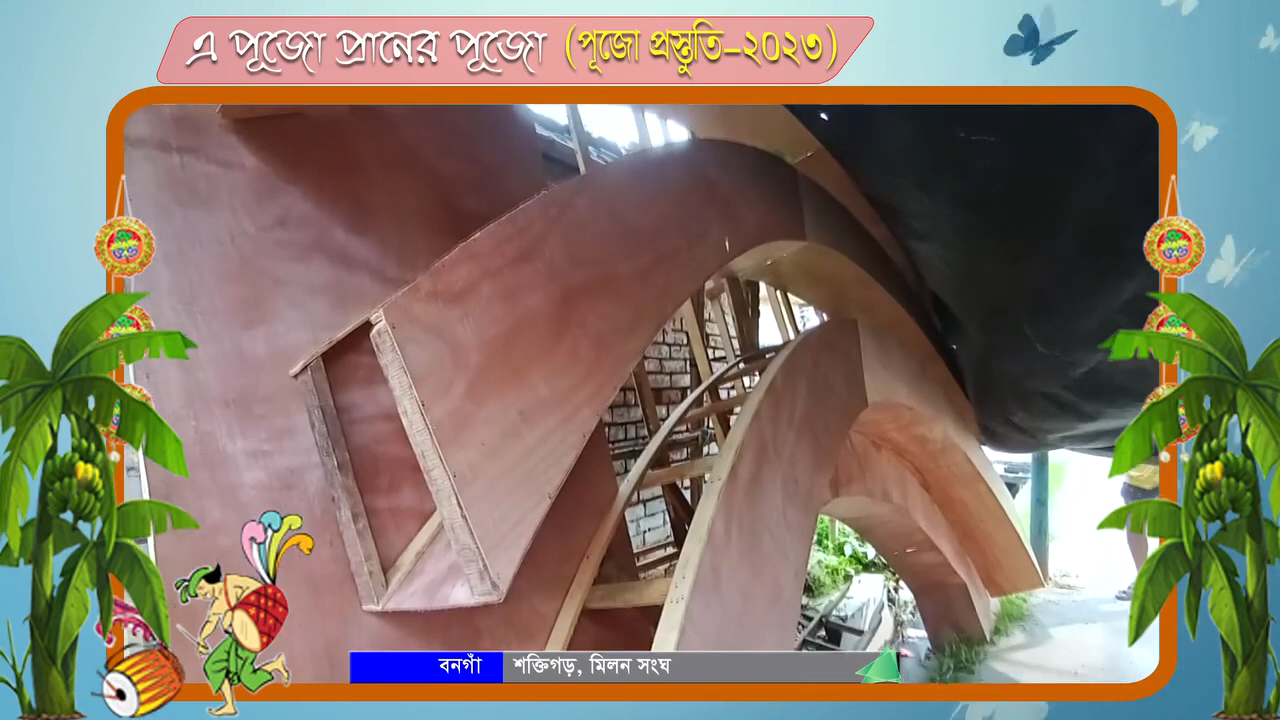 এ পূজো প্রানের পূজো (পূজো প্রস্তুতি-২০২৩)
বনগাঁ শক্তিগড়, মিলন সংঘ